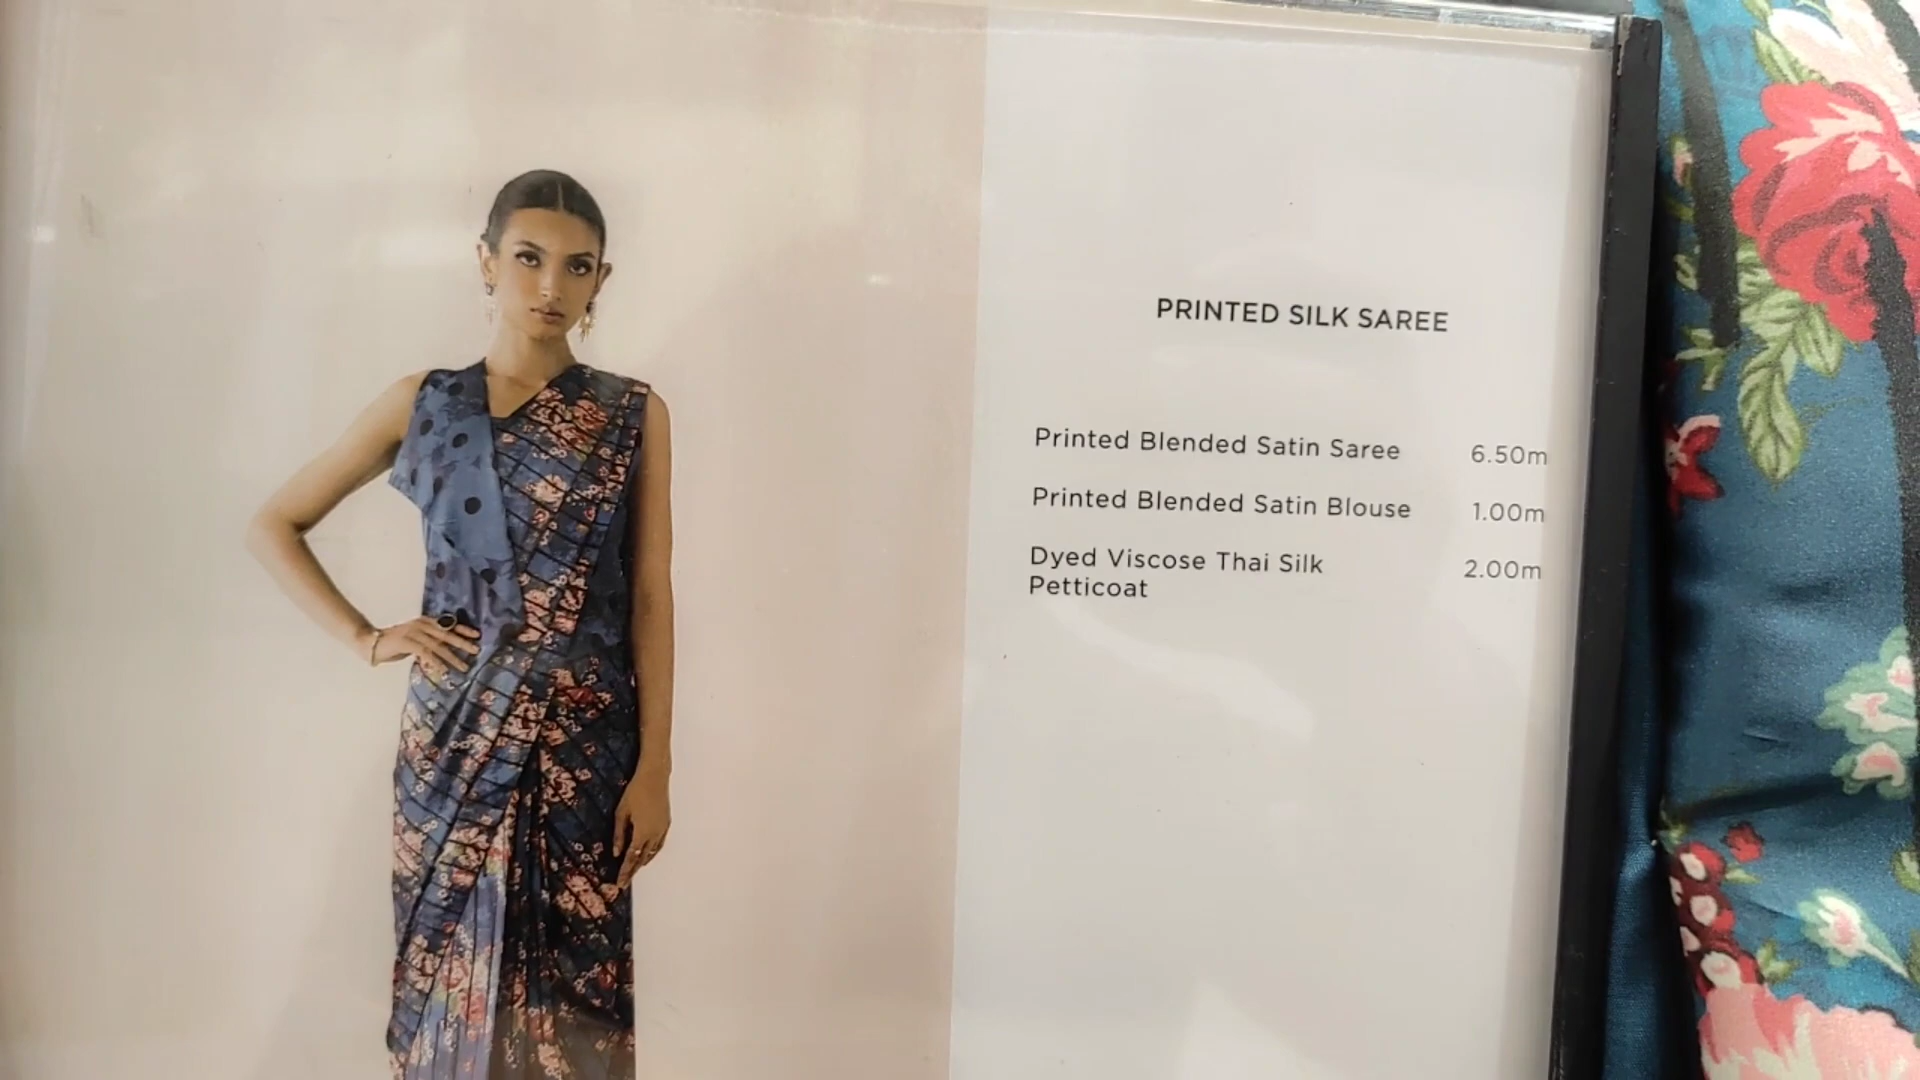 PRINTED SILK SAREE
Printed Blended Satin Saree 6.50m
Printed Blended Satin Blouse 1.00m
Dyed Viscose Thai Silk 2.00m
Petticoat